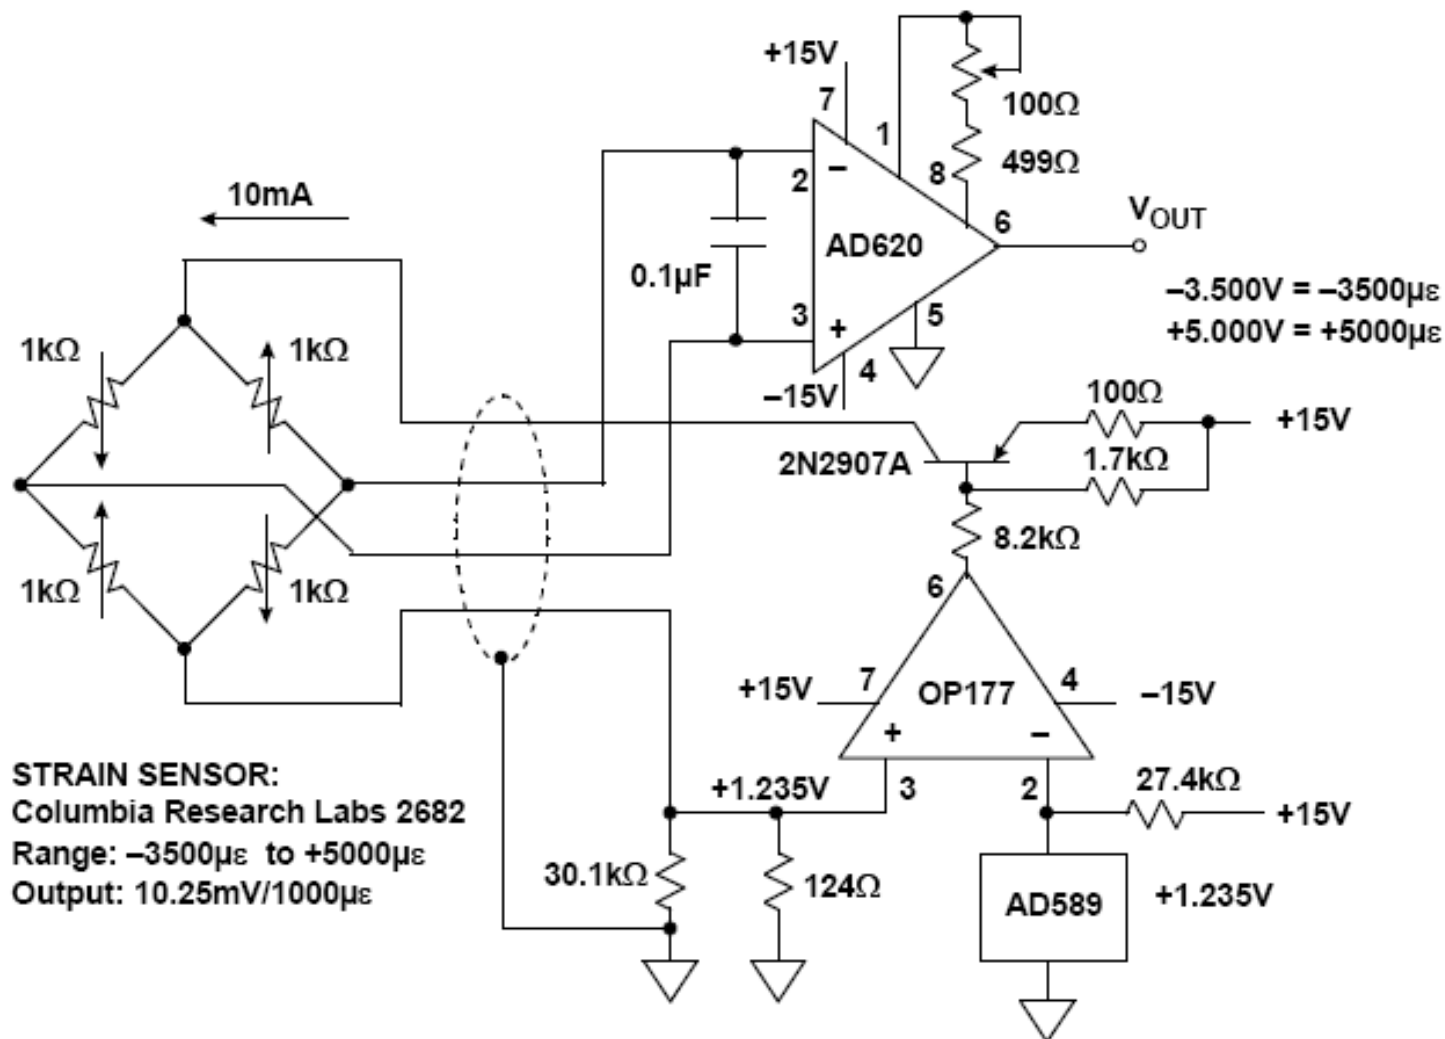 +15V
7
1
100Ω
499Ω
8
2
–
6
VOUT
AD620
10mA
0.1µF
3
+
5
4
–15V
–3.500V = –3500µε
+5.000V = +5000µε
1kΩ
1kΩ
100Ω
+15V
2N2907A
1.7kΩ
8.2kΩ
1kΩ
1kΩ
6
+15V
7
OP177
4
–15V
+
–
STRAIN SENSOR:
Columbia Research Labs 2682
Range: –3500µε to +5000µε
Output: 10.25mV/1000µε
+1.235V
3
2
27.4kΩ
+15V
30.1kΩ
124Ω
AD589
+1.235V